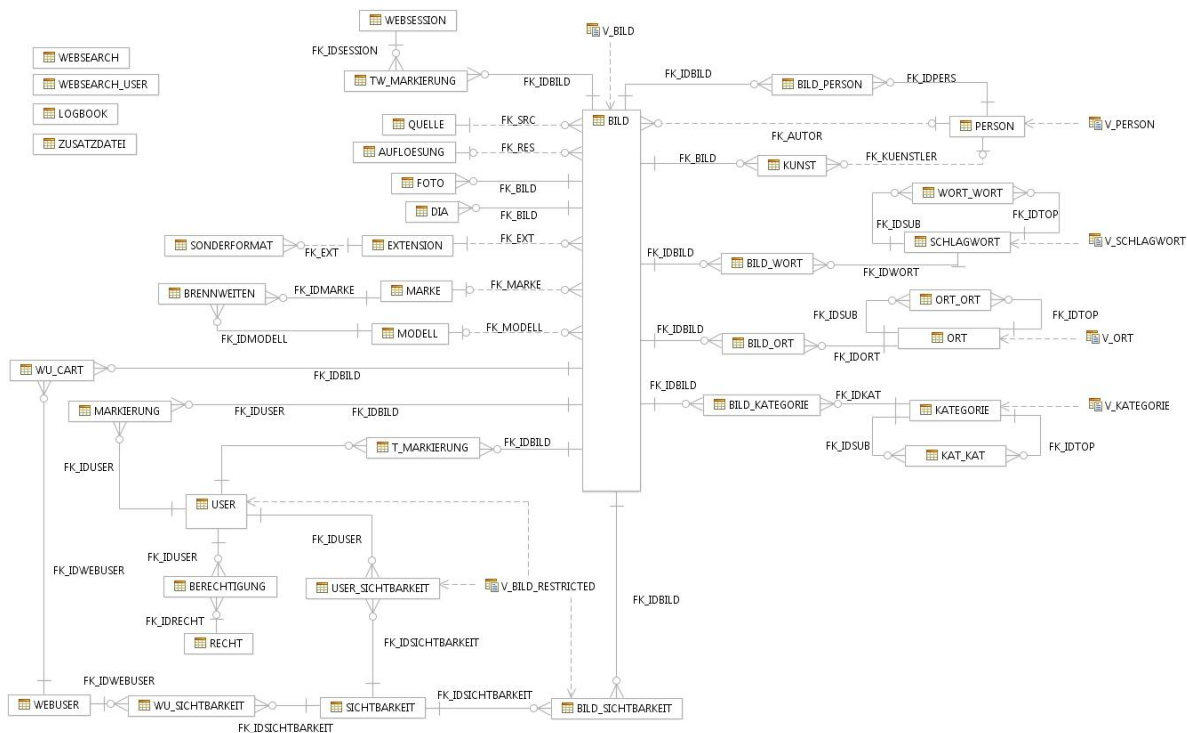 WEBSESSION
V_BILD
FK_IDSESSION
WEBSEARCH
WEBSEARCH_USER
LOGBOOK
ZUSATZDATEI
TW_MARKIERUNG
FK_IDBILD
FK_IDBILD
BILD_PERSON
FK_IDPERS
QUELLE
FK_SRC
BILD
PERSON
V_PERSON
FK_AUTOR
AUFLOESUNG
FK_RES
FK_BILD
KUNST
FK_KUENSTLER
FOTO
FK_BILD
DIA
FK_BILD
WORT_WORT
FK_IDSUB
FK_IDTOP
SCHLAGWORT
V_SCHLAGWORT
SONDERFORMAT
FK_EXT
EXTENSION
FK_EXT
FK_IDBILD
BILD_WORT
FK_IDWORT
BRENNWEITEN
FK_IDMARKE
MARKE
FK_MARKE
ORT_ORT
FK_IDSUB
FK_IDTOP
FK_IDMODELL
MODELL
FK_MODELL
FK_IDBILD
BILD_ORT
FK_IDORT
ORT
V_ORT
WU_CART
FK_IDBILD
FK_IDBILD
BILD_KATEGORIE
FK_IDKAT
KATEGORIE
V_KATEGORIE
MARKIERUNG
FK_IDUSER
FK_IDBILD
T_MARKIERUNG
FK_IDBILD
FK_IDSUB
KAT_KAT
FK_IDTOP
FK_IDUSER
USER
FK_IDUSER
FK_IDUSER
FK_IDWEBUSER
BERECHTIGUNG
USER_SICHTBARKEIT
V_BILD_RESTRICTED
FK_IDBILD
FK_IDRECHT
RECHT
FK_IDSICHTBARKEIT
FK_IDWEBUSER
FK_IDSICHTBARKEIT
WEBUSER
WU_SICHTBARKEIT
SICHTBARKEIT
BILD_SICHTBARKEIT
FK_IDSICHTBARKEIT